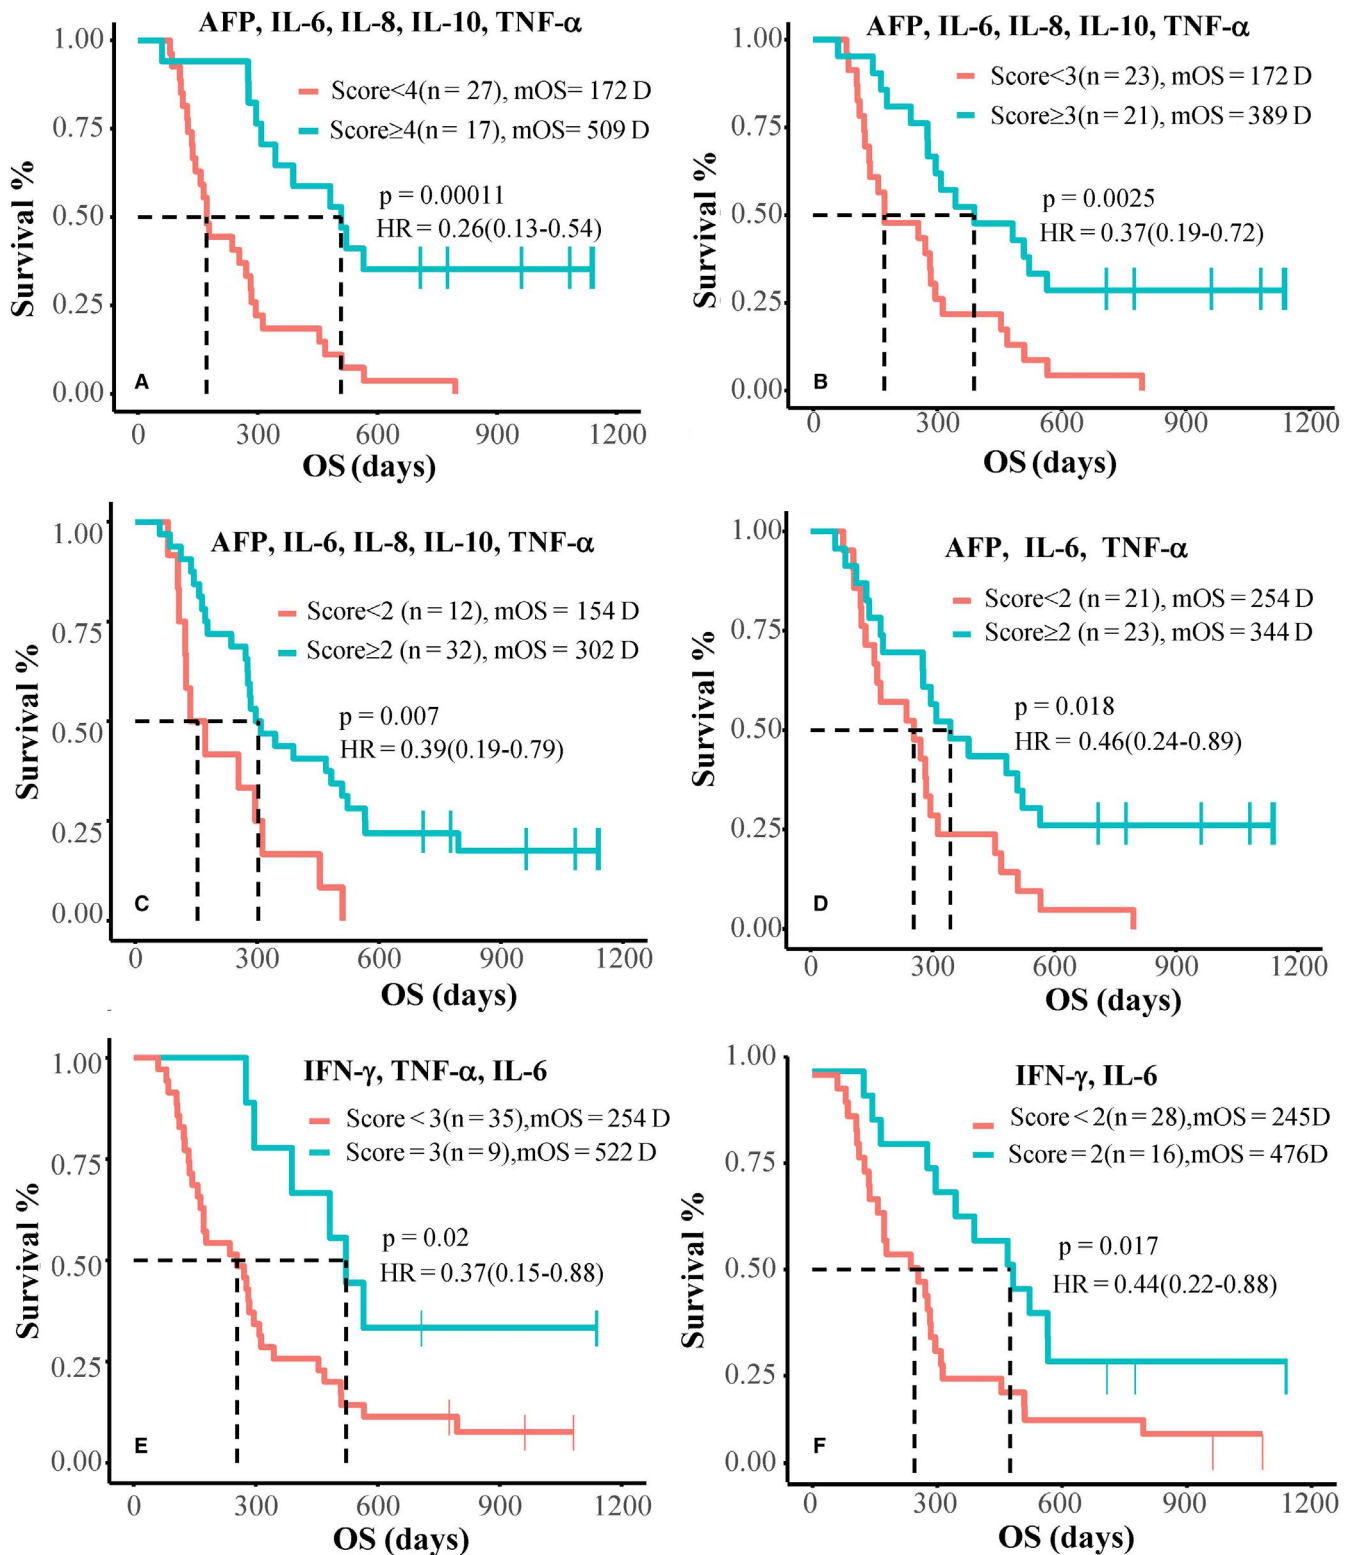 AFP, IL-6, IL-8, IL-10, TNF-α
Score<4(n = 27), mOS= 172 D
Score≥4(n = 17), mOS= 509 D
p = 0.00011
HR = 0.26(0.13-0.54)
Survival %
1.00
0.75
0.50
0.25
0.00
A
0
300
600
900
1200
OS (days)
AFP, IL-6, IL-8, IL-10, TNF-α
Score<3(n = 23), mOS = 172 D
Score≥3(n = 21), mOS = 389 D
p = 0.0025
HR = 0.37(0.19-0.72)
Survival %
1.00
0.75
0.50
0.25
0.00
B
0
300
600
900
1200
OS (days)
AFP, IL-6, IL-8, IL-10, TNF-α
Score<2 (n = 12), mOS = 154 D
Score≥2 (n = 32), mOS = 302 D
p = 0.007
HR = 0.39(0.19-0.79)
Survival %
1.00
0.75
0.50
0.25
0.00
C
0
300
600
900
1200
OS (days)
AFP, IL-6, TNF-α
Score<2 (n = 21), mOS = 254 D
Score≥2 (n = 23), mOS = 344 D
p = 0.018
HR = 0.46(0.24-0.89)
Survival %
1.00
0.75
0.50
0.25
0.00
D
0
300
600
900
1200
OS (days)
IFN-γ, TNF-α, IL-6
Score < 3(n = 35),mOS = 254 D
Score = 3(n = 9),mOS = 522 D
p = 0.02
HR = 0.37(0.15-0.88)
Survival %
1.00
0.75
0.50
0.25
0.00
E
0
300
600
900
1200
OS (days)
IFN-γ, IL-6
Score < 2(n = 28),mOS = 245D
Score = 2(n = 16),mOS = 476D
p = 0.017
HR = 0.44(0.22-0.88)
Survival %
1.00
0.75
0.50
0.25
0.00
F
0
300
600
900
1200
OS (days)